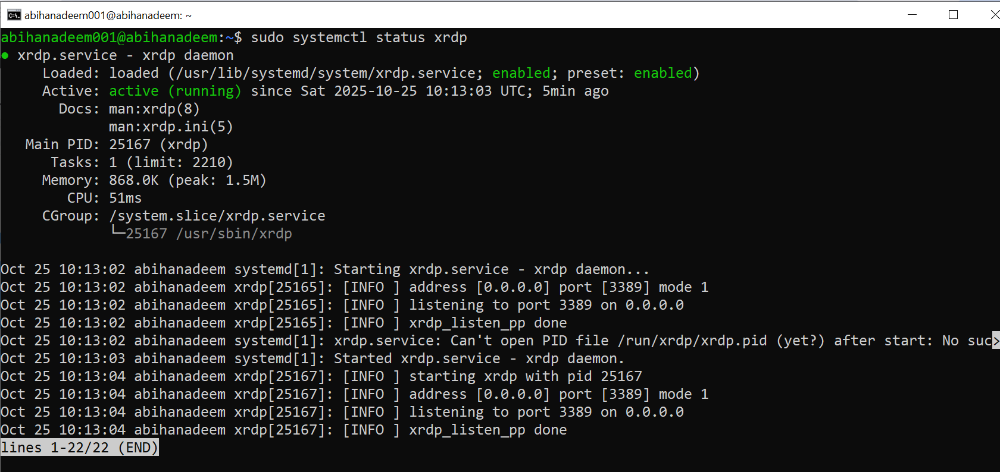 abihanadeem001@abihanadeem: ~
abihanadeem001@abihanadeem:~$ sudo systemctl status xrdp
● xrdp.service - xrdp daemon
     Loaded: loaded (/usr/lib/systemd/system/xrdp.service; enabled; preset: enabled)
     Active: active (running) since Sat 2025-10-25 10:13:03 UTC; 5min ago
       Docs: man:xrdp(8)
             man:xrdp.ini(5)
   Main PID: 25167 (xrdp)
      Tasks: 1 (limit: 2210)
     Memory: 868.0K (peak: 1.5M)
        CPU: 51ms
     CGroup: /system.slice/xrdp.service
             └─25167 /usr/sbin/xrdp
Oct 25 10:13:02 abihanadeem systemd[1]: Starting xrdp.service - xrdp daemon...
Oct 25 10:13:02 abihanadeem xrdp[25165]: [INFO ] address [0.0.0.0] port [3389] mode 1
Oct 25 10:13:02 abihanadeem xrdp[25165]: [INFO ] listening to port 3389 on 0.0.0.0
Oct 25 10:13:02 abihanadeem xrdp[25165]: [INFO ] xrdp_listen_pp done
Oct 25 10:13:02 abihanadeem systemd[1]: xrdp.service: Can't open PID file /run/xrdp/xrdp.pid (yet?) after start: No suc>
Oct 25 10:13:03 abihanadeem systemd[1]: Started xrdp.service - xrdp daemon.
Oct 25 10:13:04 abihanadeem xrdp[25167]: [INFO ] starting xrdp with pid 25167
Oct 25 10:13:04 abihanadeem xrdp[25167]: [INFO ] address [0.0.0.0] port [3389] mode 1
Oct 25 10:13:04 abihanadeem xrdp[25167]: [INFO ] listening to port 3389 on 0.0.0.0
Oct 25 10:13:04 abihanadeem xrdp[25167]: [INFO ] xrdp_listen_pp done
lines 1-22/22 (END)